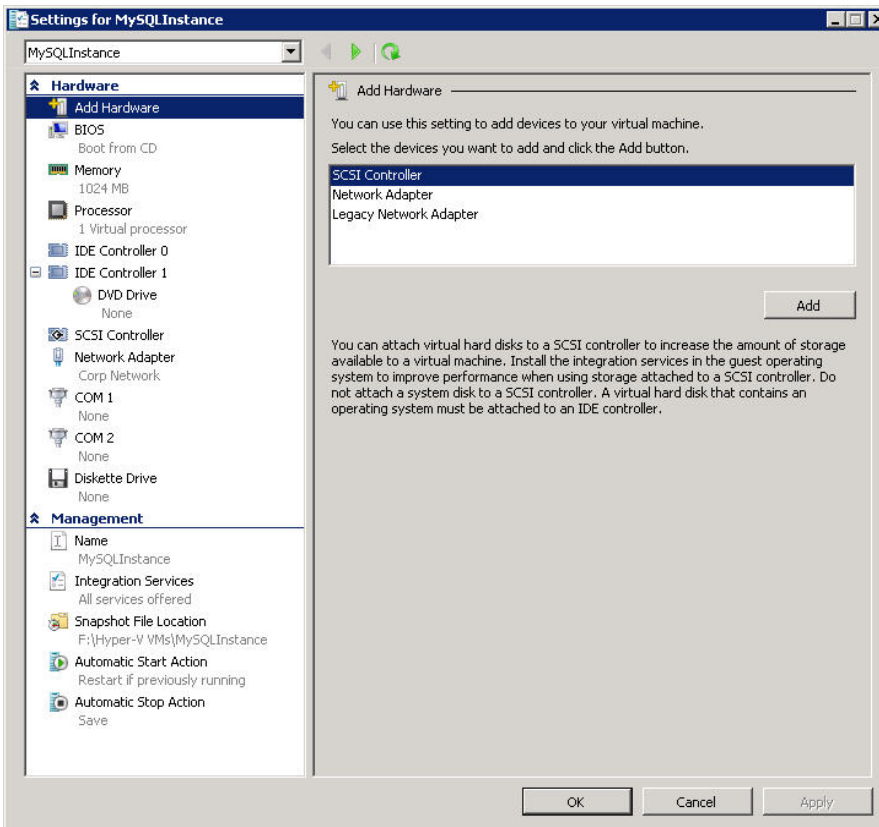 Settings for MySQLInstance
MySQLInstance
Hardware
Add Hardware
BIOS
Boot from CD
Memory
1024 MB
Processor
1 Virtual processor
IDE Controller 0
IDE Controller 1
DVD Drive
None
SCSI Controller
Network Adapter
Corp Network
COM 1
None
COM 2
None
Diskette Drive
None
Management
Name
MySQLInstance
Integration Services
All services offered
Snapshot File Location
F:\Hyper-V VMs\MySQLInstance
Automatic Start Action
Restart if previously running
Automatic Stop Action
Save
Add Hardware
You can use this setting to add devices to your virtual machine.
Select the devices you want to add and click the Add button.
SCSI Controller
Network Adapter
Legacy Network Adapter
Add
You can attach virtual hard disks to a SCSI controller to increase the amount of storage
available to a virtual machine. Install the integration services in the guest operating
system to improve performance when using storage attached to a SCSI controller. Do
not attach a system disk to a SCSI controller. A virtual hard disk that contains an
operating system must be attached to an IDE controller.
OK
Cancel
Apply